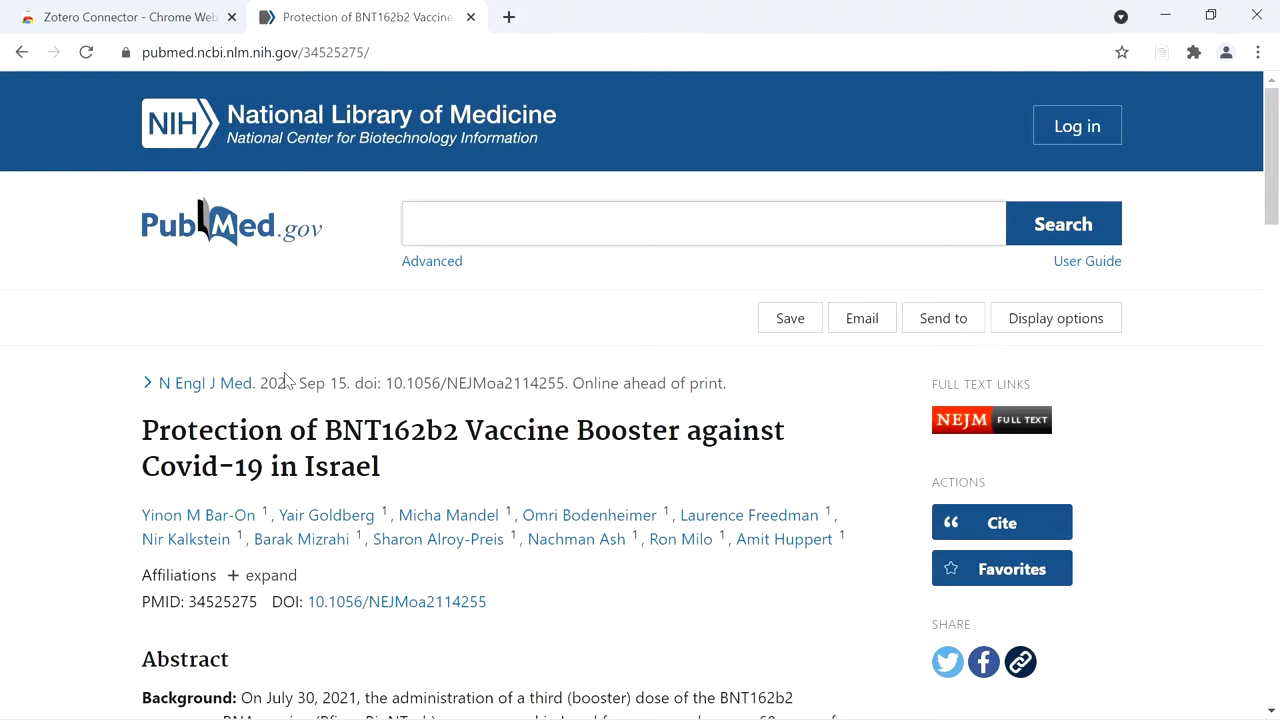 Zotero Connector - Chrome Web
Protection of BNT162b2 Vaccine
pubmed.ncbi.nlm.nih.gov/34525275/
NIH National Library of Medicine
National Center for Biotechnology Information
Log in
PubMed.gov
Search
Advanced
User Guide
Save
Email
Send to
Display options
N Engl J Med. 202 Sep 15. doi: 10.1056/NEJMoa2114255. Online ahead of print.
Protection of BNT162b2 Vaccine Booster against
Covid-19 in Israel
Yinon M Bar-On 1, Yair Goldberg 1, Micha Mandel 1, Omri Bodenheimer 1, Laurence Freedman 1,
Nir Kalkstein 1, Barak Mizrahi 1, Sharon Alroy-Preis 1, Nachman Ash 1, Ron Milo 1, Amit Huppert 1
Affiliations + expand
PMID: 34525275 DOI: 10.1056/NEJMoa2114255
Abstract
Background: On July 30, 2021, the administration of a third (booster) dose of the BNT162b2
FULL TEXT LINKS
NEJM FULL TEXT
ACTIONS
Cite
Favorites
SHARE